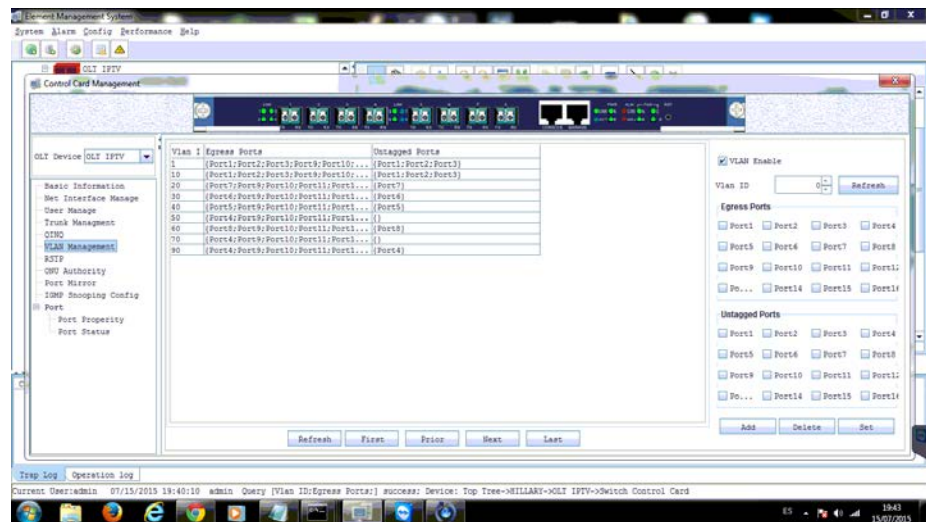 Element Management System
System Alarm Config Performance Help
OLT IPTV
Control Card Management
OLT Device OLT IPTV
Basic Information
Net Interface Manage
User Manage
Trunk Managment
QINQ
VLAN Management
RSTP
ONU Authority
Port Mirror
IGMP Snooping Config
Port
Port Properity
Port Status
Vlan I Egress Ports Untagged Ports
1 {Port1;Port2;Port3;Port9;Port10;... {Port1;Port2;Port3}
10 {Port1;Port2;Port3;Port9;Port10;... {Port1;Port2;Port3}
20 {Port7;Port9;Port10;Port11;Port1... {Port7}
30 {Port6;Port9;Port10;Port11;Port1... {Port6}
40 {Port5;Port9;Port10;Port11;Port1... {Port5}
50 {Port4;Port9;Port10;Port11;Port1... {}
60 {Port8;Port9;Port10;Port11;Port1... {Port8}
70 {Port4;Port9;Port10;Port11;Port1... {}
90 {Port4;Port9;Port10;Port11;Port1... {Port4}
Refresh First Prior Next Last
VLAN Enable
Vlan ID 0 Refresh
Egress Ports
Port1 Port2 Port3 Port4
Port5 Port6 Port7 Port8
Port9 Port10 Port11 Port12
Po... Port14 Port15 Port16
Untagged Ports
Port1 Port2 Port3 Port4
Port5 Port6 Port7 Port8
Port9 Port10 Port11 Port12
Po... Port14 Port15 Port16
Add Delete Set
Trap Log Operation log
Current User:admin 07/15/2015 19:40:10 admin Query [Vlan ID;Egress Ports;] success; Device: Top Tree->HILLARY->OLT IPTV->Switch Control Card
ES 19:43
15/07/2015